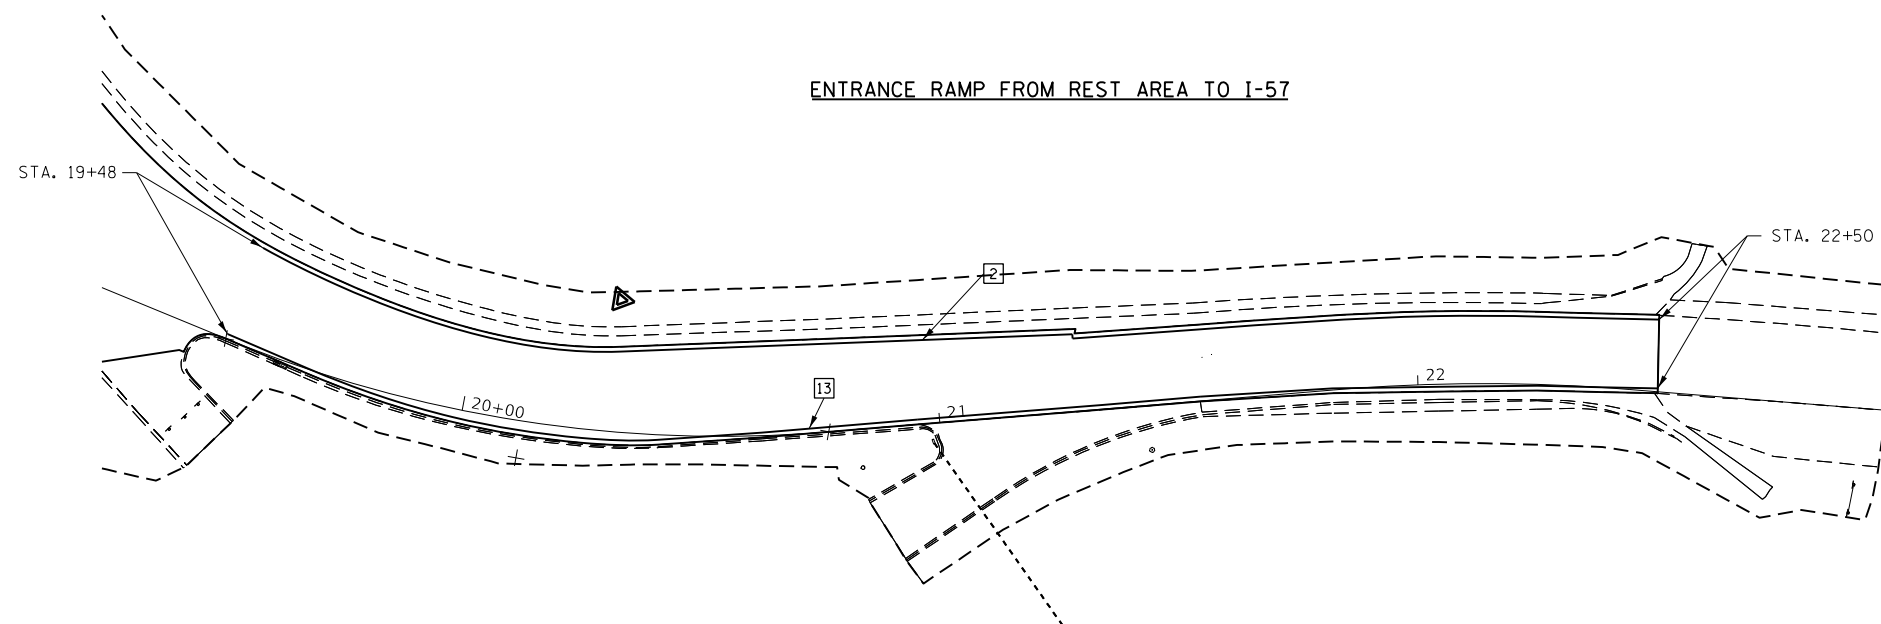 ENTRANCE RAMP FROM REST AREA TO I-57
STA. 19+48
STA. 22+50
2
22
13
20+00
21